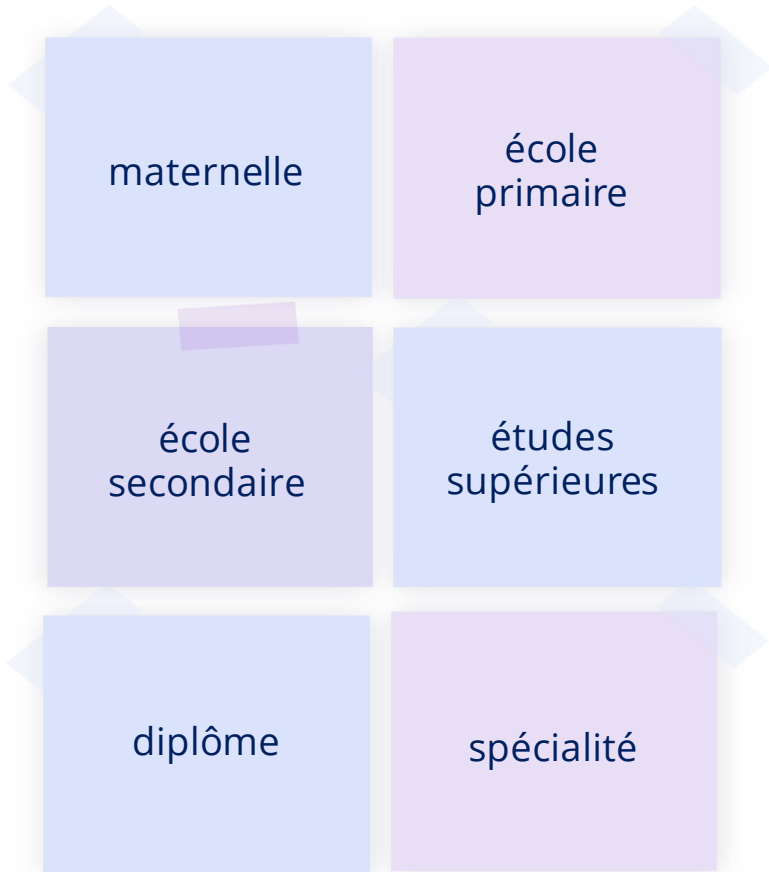 maternelle
école
primaire
école
secondaire
études
supérieures
diplôme
spécialité